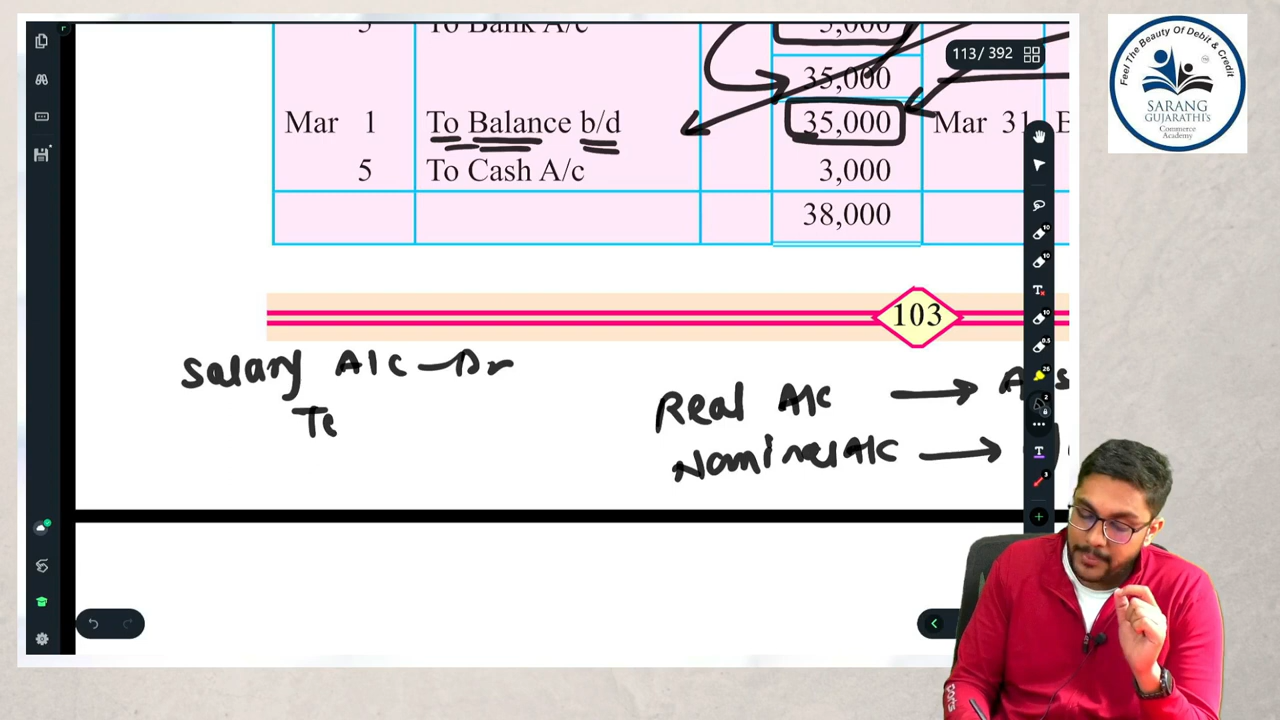 5 To Bank A/c 5,000
113/392
35,000
Mar 1 To Balance b/d 35,000 Mar 31
5 To Cash A/c 3,000
38,000
103
Salary A/c Dr
To
Real A/c
Nominal A/c
Feel The Beauty Of Debit & Credit
SARANG
GUJARATHI's
Commerce
Academy